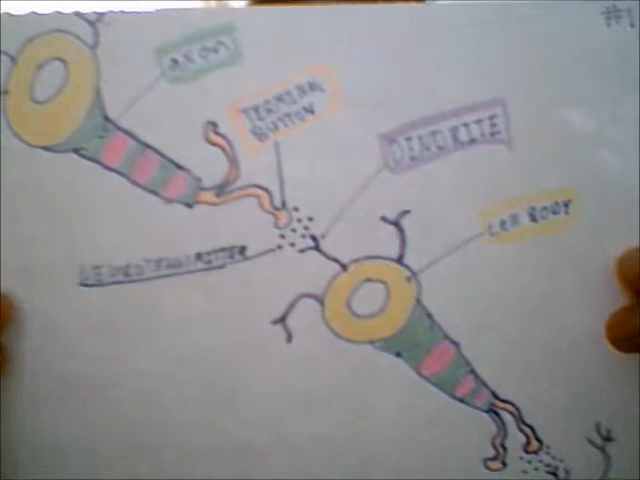 #1
AXON
TERMINAL
BUTTON
DENDRITE
CELL BODY
NEUROTRANSMITTER